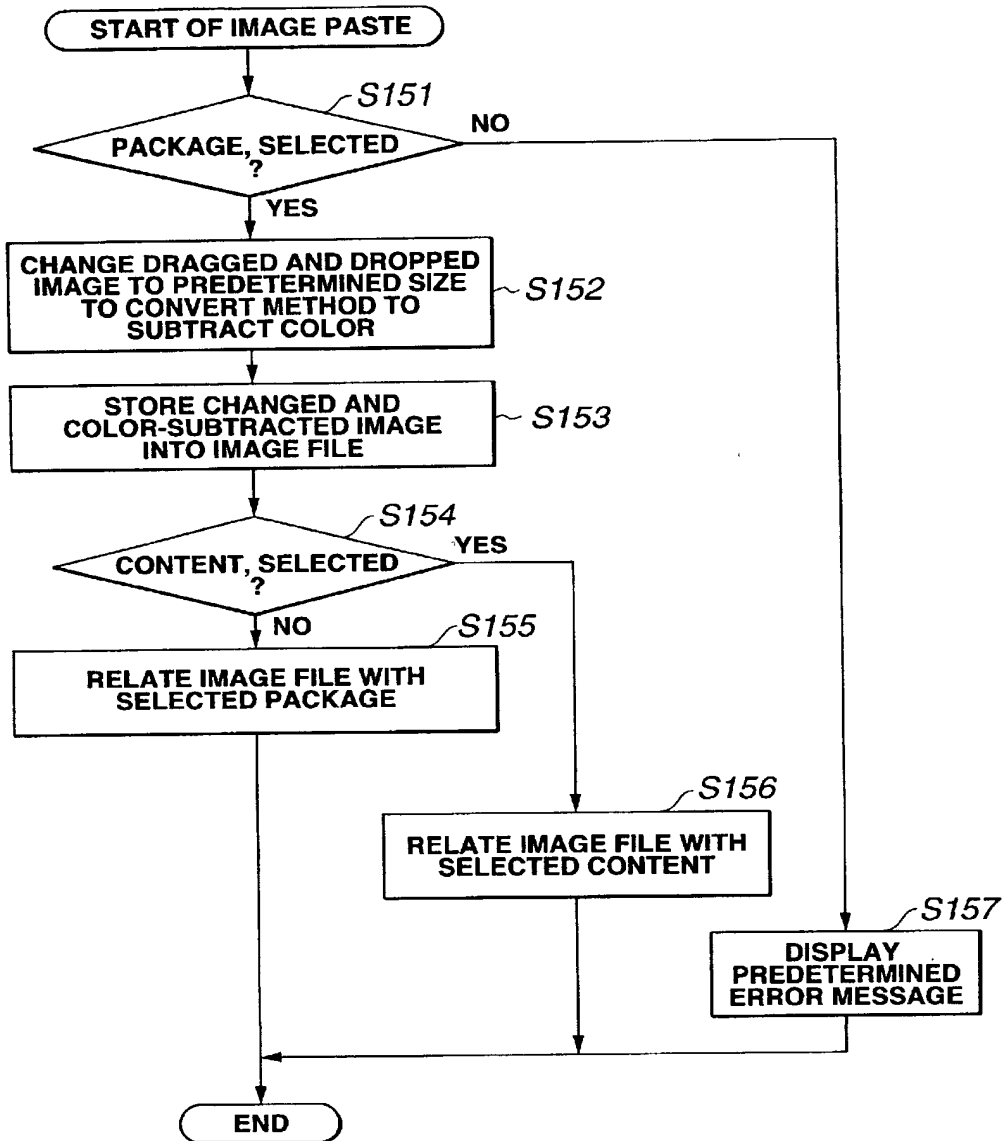 START OF IMAGE PASTE
S151
NO
PACKAGE, SELECTED
?
YES
CHANGE DRAGGED AND DROPPED
IMAGE TO PREDETERMINED SIZE
TO CONVERT METHOD TO
SUBTRACT COLOR
S152
STORE CHANGED AND
COLOR-SUBTRACTED IMAGE
INTO IMAGE FILE
S153
S154
YES
CONTENT, SELECTED
?
NO
S155
RELATE IMAGE FILE WITH
SELECTED PACKAGE
S156
RELATE IMAGE FILE WITH
SELECTED CONTENT
S157
DISPLAY
PREDETERMINED
ERROR MESSAGE
END